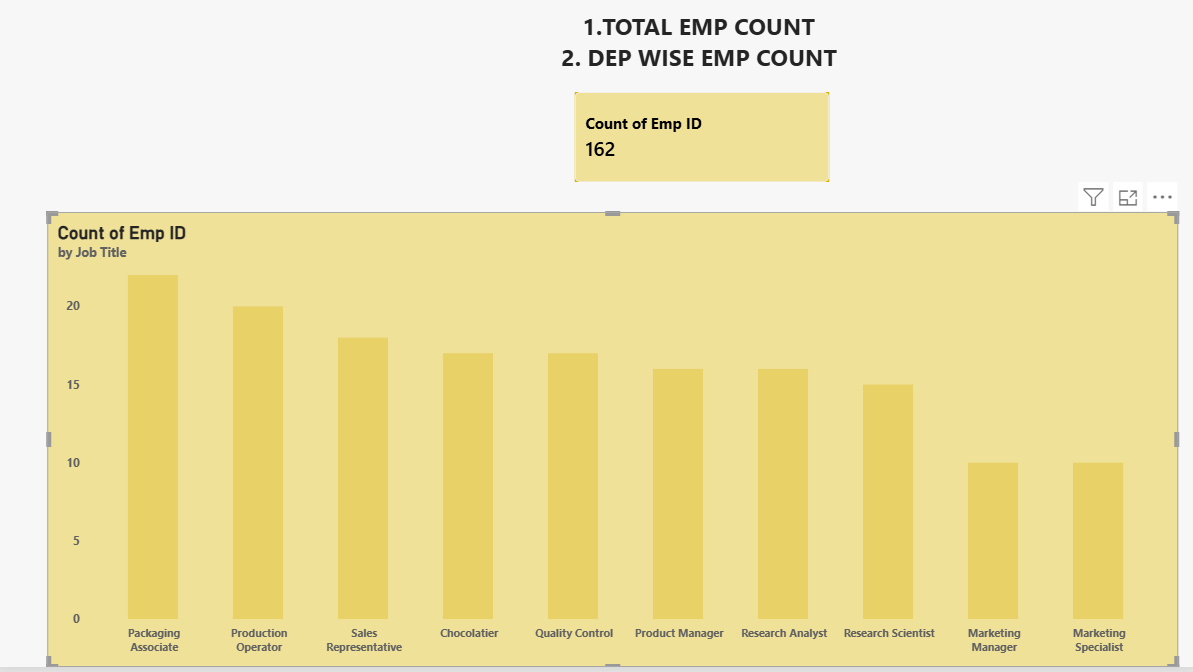 1.TOTAL EMP COUNT
2. DEP WISE EMP COUNT
Count of Emp ID
162
Count of Emp ID
by Job Title
20
15
10
5
0
Packaging
Associate
Production
Operator
Sales
Representative
Chocolatier
Quality Control
Product Manager
Research Analyst
Research Scientist
Marketing
Manager
Marketing
Specialist